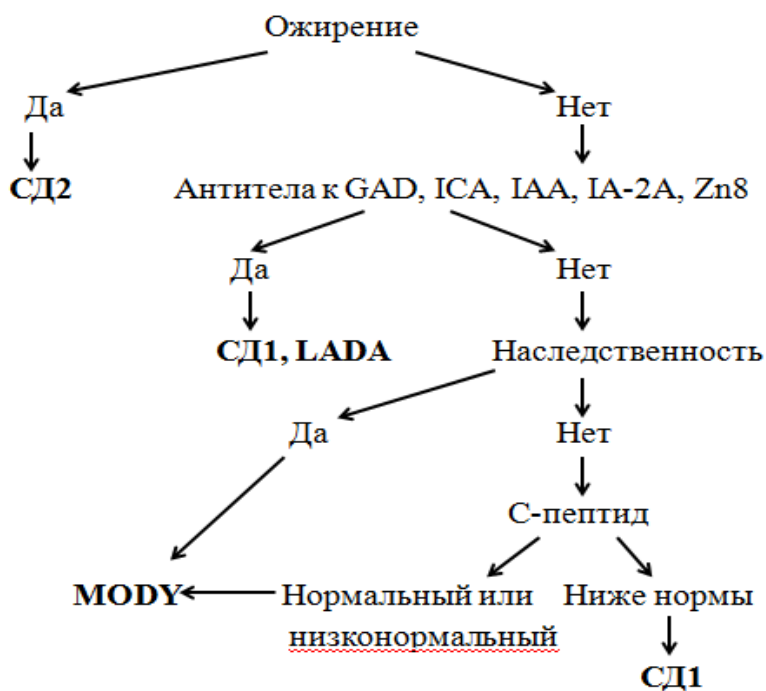 Ожирение
Да
Нет
СД2
Антитела к GAD, ICA, IAA, IA-2A, Zn8
Да
Нет
СД1, LADA
Наследственность
Да
Нет
С-пептид
MODY
Нормальный или
низконормальный
Ниже нормы
СД1